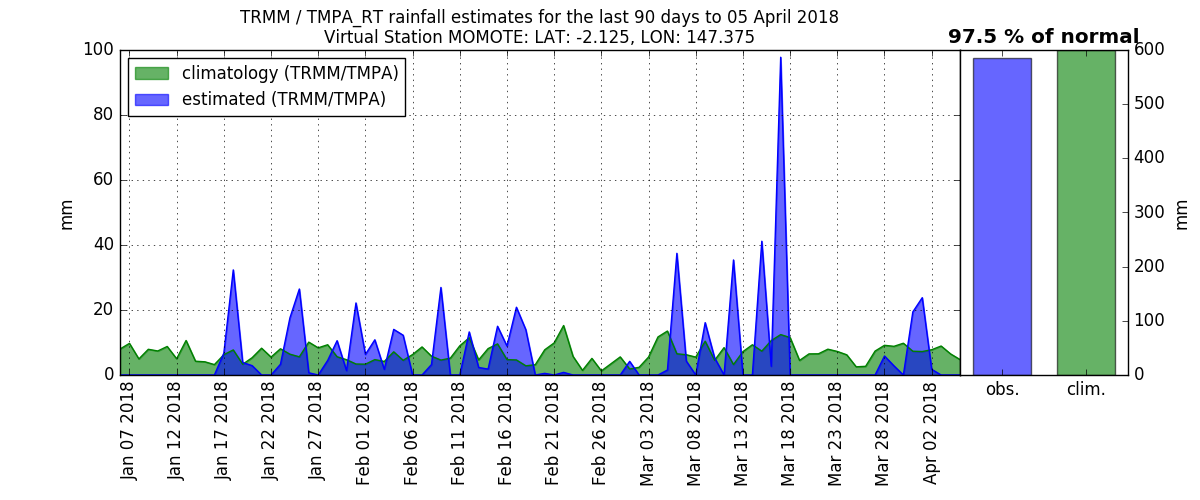 TRMM / TMPA_RT rainfall estimates for the last 90 days to 05 April 2018
Virtual Station MOMOTE: LAT: -2.125, LON: 147.375
97.5 % of normal
climatology (TRMM/TMPA)
estimated (TRMM/TMPA)
100
80
60
40
20
0
mm
600
500
400
300
200
100
0
mm
Jan 07 2018
Jan 12 2018
Jan 17 2018
Jan 22 2018
Jan 27 2018
Feb 01 2018
Feb 06 2018
Feb 11 2018
Feb 16 2018
Feb 21 2018
Feb 26 2018
Mar 03 2018
Mar 08 2018
Mar 13 2018
Mar 18 2018
Mar 23 2018
Mar 28 2018
Apr 02 2018
obs.
clim.